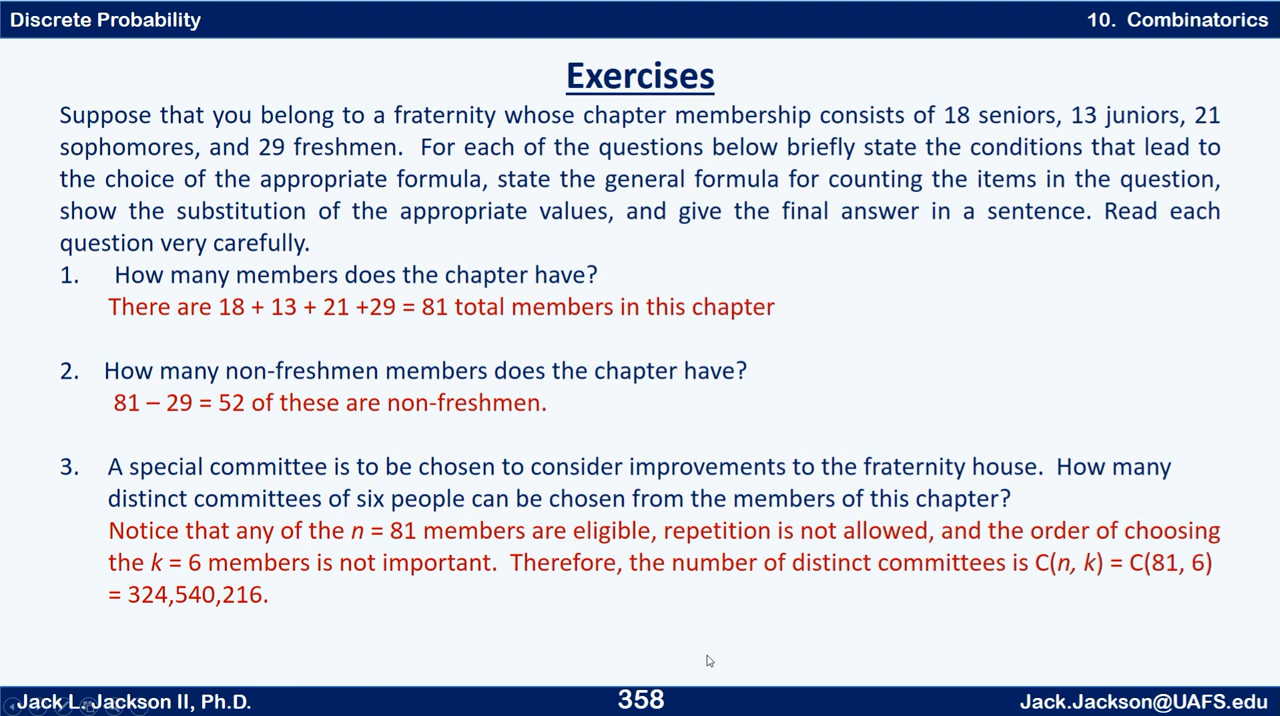 Discrete Probability
10. Combinatorics
Exercises
Suppose that you belong to a fraternity whose chapter membership consists of 18 seniors, 13 juniors, 21
sophomores, and 29 freshmen. For each of the questions below briefly state the conditions that lead to
the choice of the appropriate formula, state the general formula for counting the items in the question,
show the substitution of the appropriate values, and give the final answer in a sentence. Read each
question very carefully.
1. How many members does the chapter have?
There are 18 + 13 + 21 +29 = 81 total members in this chapter
2. How many non-freshmen members does the chapter have?
81 – 29 = 52 of these are non-freshmen.
3. A special committee is to be chosen to consider improvements to the fraternity house. How many
distinct committees of six people can be chosen from the members of this chapter?
Notice that any of the n = 81 members are eligible, repetition is not allowed, and the order of choosing
the k = 6 members is not important. Therefore, the number of distinct committees is C(n, k) = C(81, 6)
= 324,540,216.
Jack L. Jackson II, Ph.D.
358
Jack.Jackson@UAFS.edu